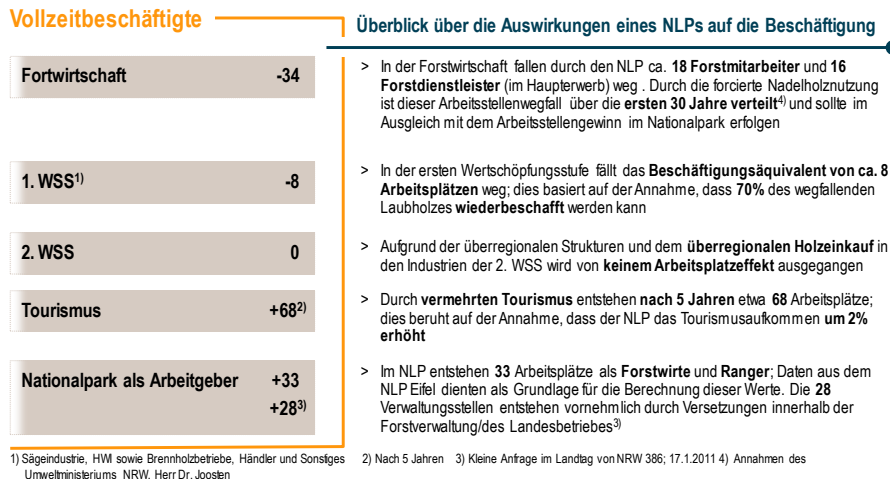 Vollzeitbeschäftigte
Überblick über die Auswirkungen eines NLPs auf die Beschäftigung
Fortwirtschaft -34
> In der Forstwirtschaft fallen durch den NLP ca. 18 Forstmitarbeiter und 16
Forstdienstleister (im Haupterwerb) weg . Durch die forcierte Nadelholznutzung
ist dieser Arbeitsstellenwegfall über die ersten 30 Jahre verteilt4) und sollte im
Ausgleich mit dem Arbeitsstellengewinn im Nationalpark erfolgen
1. WSS1) -8
> In der ersten Wertschöpfungsstufe fällt das Beschäftigungsäquivalent von ca. 8
Arbeitsplätzen weg; dies basiert auf der Annahme, dass 70% des wegfallenden
Laubholzes wiederbeschafft werden kann
2. WSS 0
> Aufgrund der überregionalen Strukturen und dem überregionalen Holzeinkauf in
den Industrien der 2. WSS wird von keinem Arbeitsplatzeffekt ausgegangen
Tourismus +682)
> Durch vermehrten Tourismus entstehen nach 5 Jahren etwa 68 Arbeitsplätze;
dies beruht auf der Annahme, dass der NLP das Tourismusaufkommen um 2%
erhöht
Nationalpark als Arbeitgeber +33
+283)
> Im NLP entstehen 33 Arbeitsplätze als Forstwirte und Ranger; Daten aus dem
NLP Eifel dienten als Grundlage für die Berechnung dieser Werte. Die 28
Verwaltungsstellen entstehen vornehmlich durch Versetzungen innerhalb der
Forstverwaltung/des Landesbetriebes3)
1) Sägeindustrie, HWI sowie Brennholzbetriebe, Händler und Sonstiges 2) Nach 5 Jahren 3) Kleine Anfrage im Landtag von NRW 386; 17.1.2011 4) Annahmen des
Umweltministeriums NRW, Herr Dr. Joosten